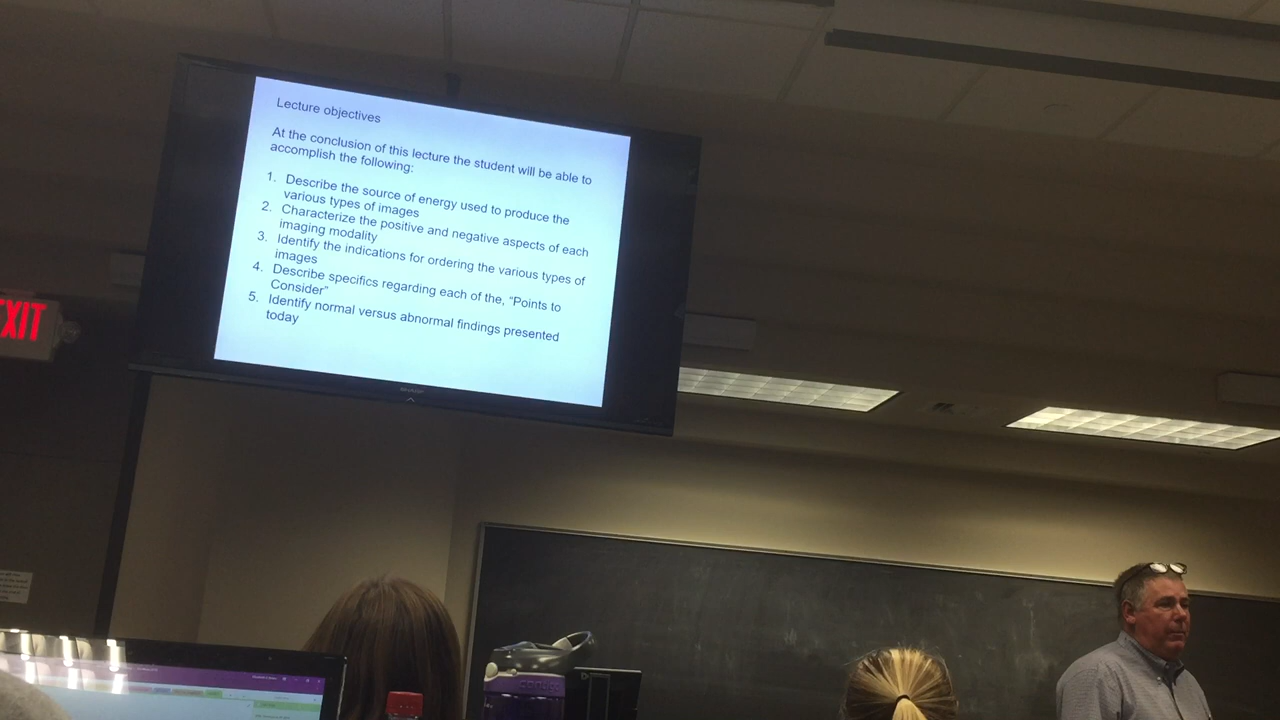 Lecture objectives
At the conclusion of this lecture the student will be able to
accomplish the following:
1. Describe the source of energy used to produce the
various types of images
2. Characterize the positive and negative aspects of each
imaging modality
3. Identify the indications for ordering the various types of
images
4. Describe specifics regarding each of the, "Points to
Consider"
5. Identify normal versus abnormal findings presented
today
EXIT
SHARP
contigo